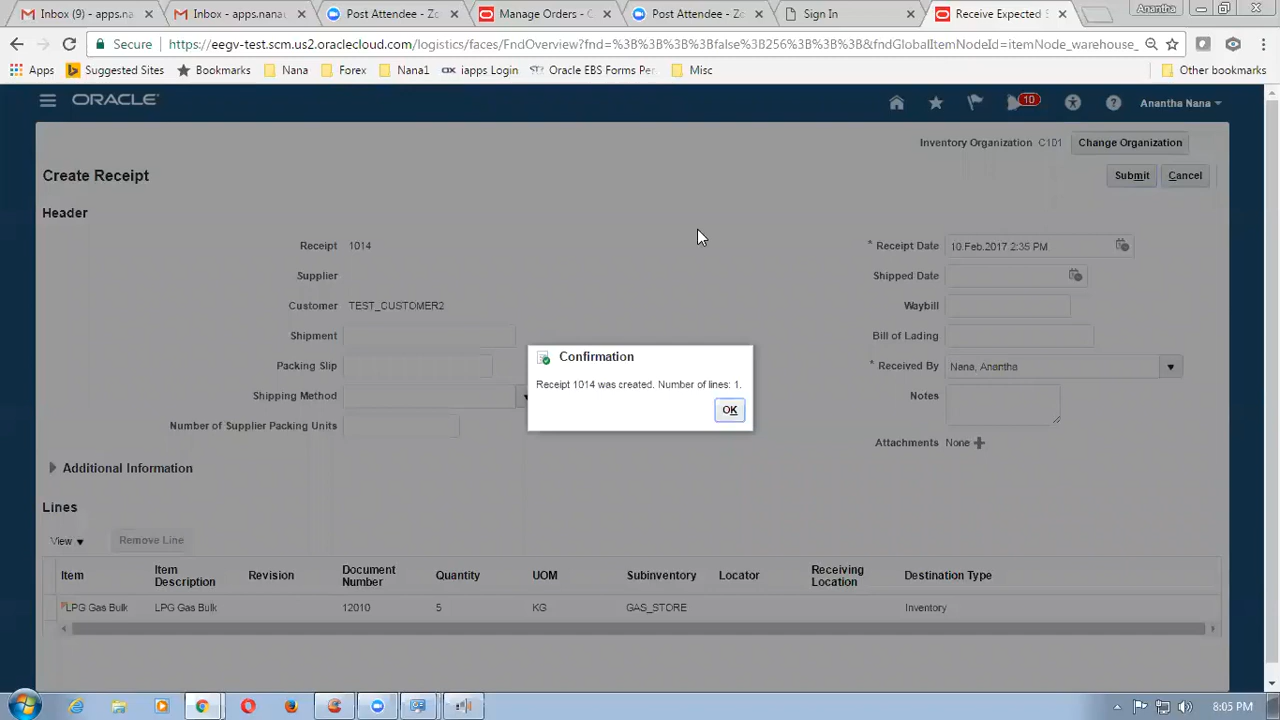 Inbox (9) - apps.nana
Inbox - apps.nanau
Post Attendee - Zo
Manage Orders - C
Post Attendee - Zo
Sign In
Receive Expected S
Anantha
Secure https://eegv-test.scm.us2.oraclecloud.com/logistics/faces/FndOverview?fnd=%3B%3B%3B%3Bfalse%3B256%3B%3B%3B&fndGlobalItemNodeId=itemNode_warehouse_
Apps Suggested Sites Bookmarks Nana Forex Nana1 iapps Login Oracle EBS Forms Per Misc Other bookmarks
ORACLE 10 Anantha Nana
Inventory Organization C101 Change Organization
Create Receipt Submit Cancel
Header
Receipt 1014 * Receipt Date 10.Feb.2017 2:35 PM
Supplier Shipped Date
Customer TEST_CUSTOMER2 Waybill
Shipment Bill of Lading
Packing Slip * Received By Nana, Anantha
Shipping Method Notes
Number of Supplier Packing Units
Attachments None
Confirmation
Receipt 1014 was created. Number of lines: 1.
OK
Additional Information
Lines
View Remove Line
Item Item Description Revision Document Number Quantity UOM Subinventory Locator Receiving Location Destination Type
LPG Gas Bulk LPG Gas Bulk 12010 5 KG GAS_STORE Inventory
8:05 PM